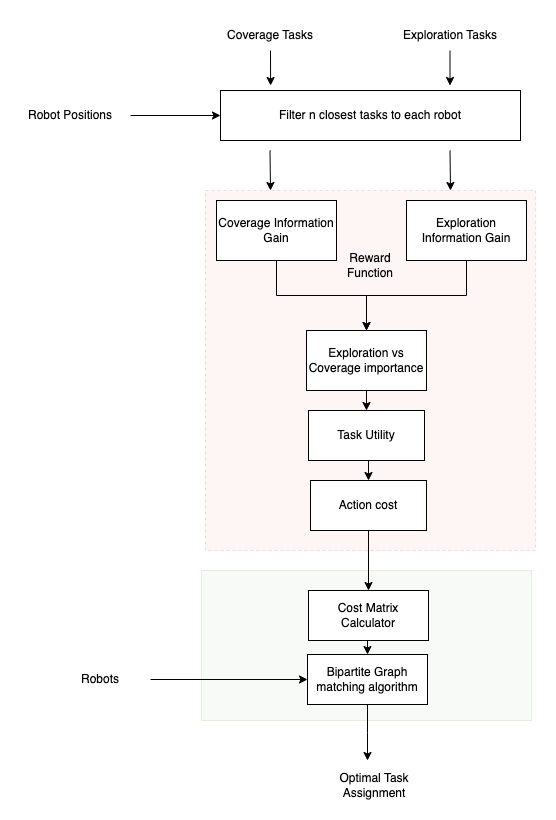 Coverage Tasks
Exploration Tasks
Robot Positions
Filter n closest tasks to each robot
Coverage Information
Gain
Exploration
Information Gain
Reward
Function
Exploration vs
Coverage importance
Task Utility
Action cost
Cost Matrix
Calculator
Robots
Bipartite Graph
matching algorithm
Optimal Task
Assignment